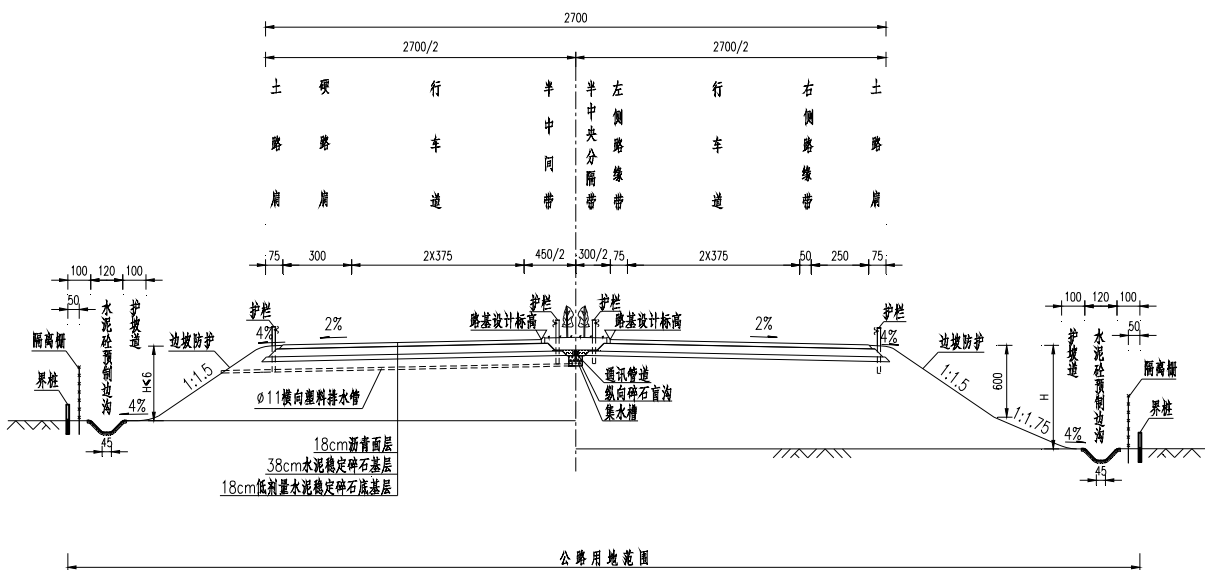 2700
2700/2
2700/2
土路肩
硬路肩
行车道
半中间带
半中央分隔带
左侧路缘带
行车道
右侧路缘带
土路肩
75
300
2X375
450/2
300/2
75
2X375
50
250
75
100
120
100
50
水泥砼预制边沟
护坡道
隔离栅
界桩
边坡防护
护栏
4%
2%
路基设计标高
护栏
护栏
路基设计标高
2%
护栏
4%
边坡防护
100
120
100
50
护坡道
水泥砼预制边沟
隔离栅
界桩
1:1.5
H≤6
4%
45
ø11横向塑料排水管
通讯管道
纵向碎石盲沟
集水槽
600
H
1:1.5
1:1.75
4%
45
18cm沥青面层
38cm水泥稳定碎石基层
18cm低剂量水泥稳定碎石底基层
公路用地范围